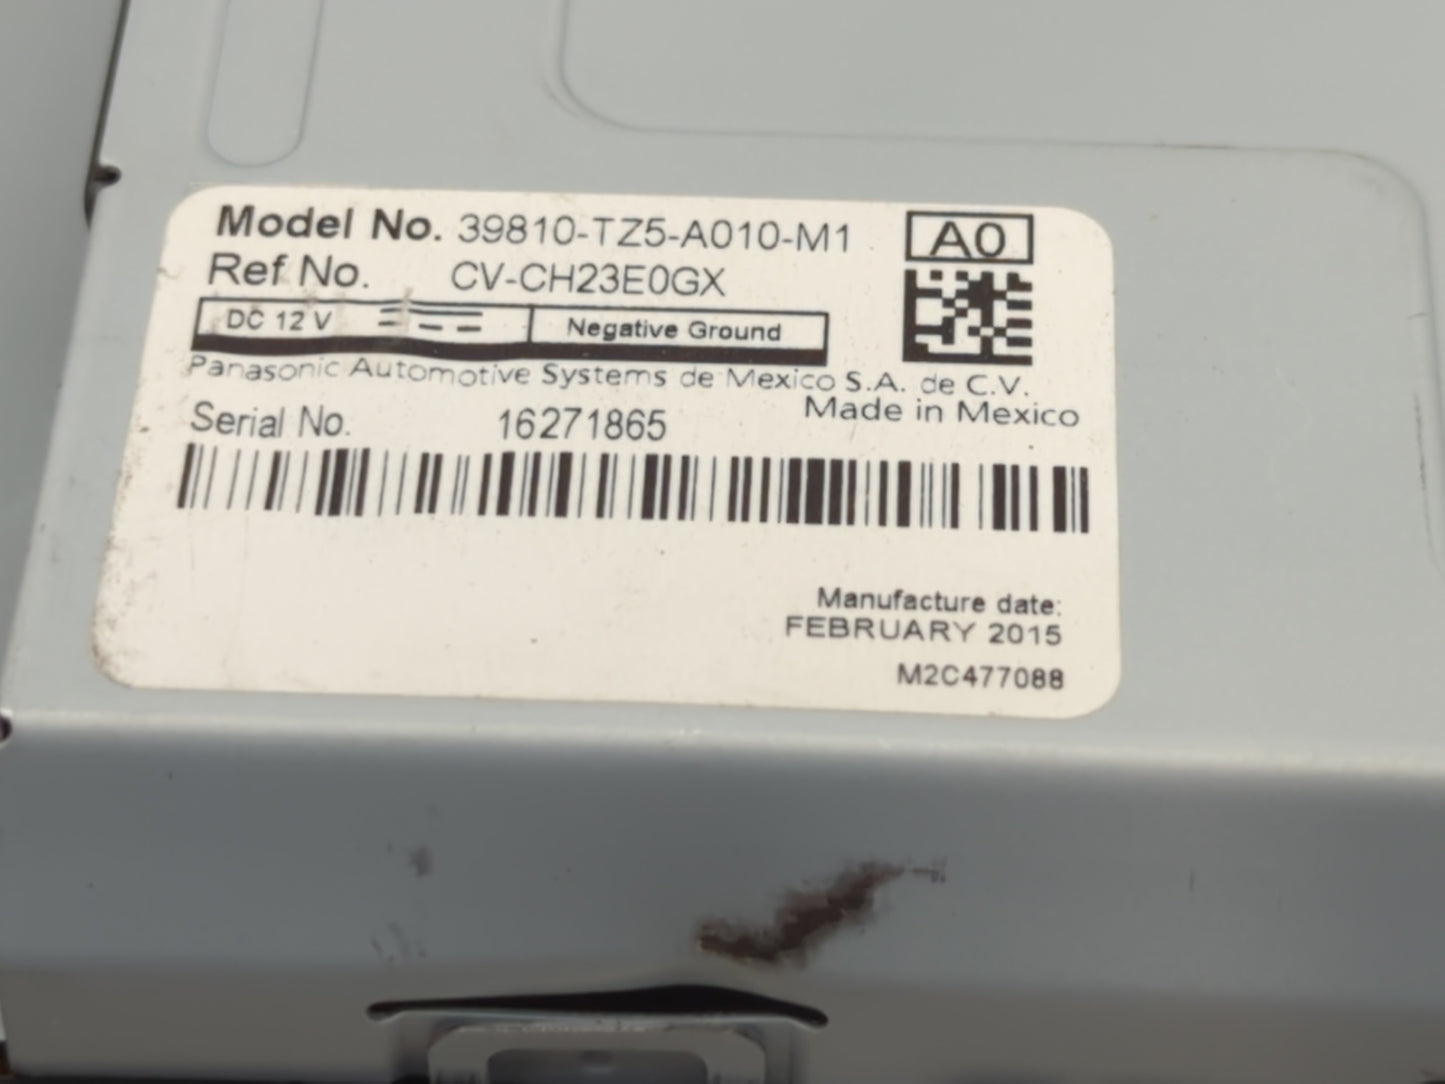 Model No. 39810-TZ5-A010-M1
A0
Ref No. CV-CH23E0GX
DC 12 V Negative Ground
Panasonic Automotive Systems de Mexico S.A. de C.V.
Made in Mexico
Serial No. 16271865
Manufacture date:
FEBRUARY 2015
M2C477088